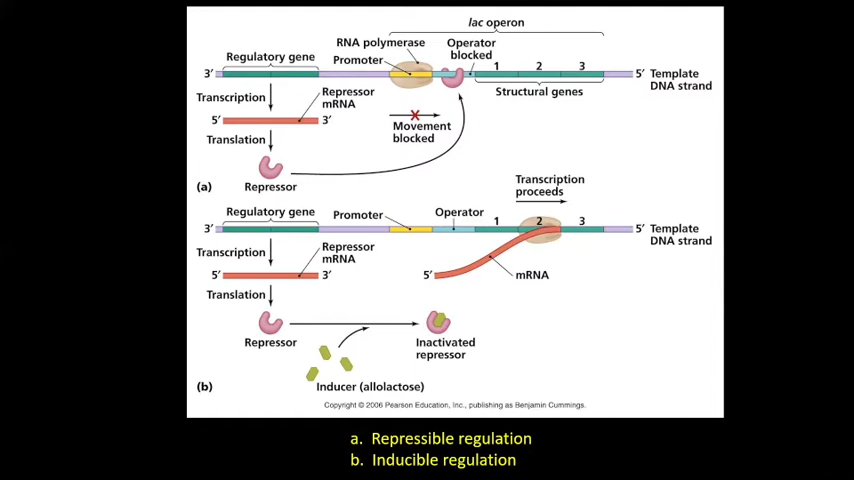 lac operon
RNA polymerase
Operator
blocked
Regulatory gene
Promoter
1 2 3
3′
5′ Template
DNA strand
Structural genes
Transcription
Repressor
mRNA
5′ 3′
X
Movement
blocked
Translation
Repressor
(a)
Transcription
proceeds
Regulatory gene
Promoter
Operator
1 2 3
3′
5′ Template
DNA strand
Transcription
Repressor
mRNA
5′ 3′
5′
mRNA
Translation
Repressor
Inactivated
repressor
Inducer (allolactose)
(b)
Copyright © 2006 Pearson Education, Inc., publishing as Benjamin Cummings.
a. Repressible regulation
b. Inducible regulation